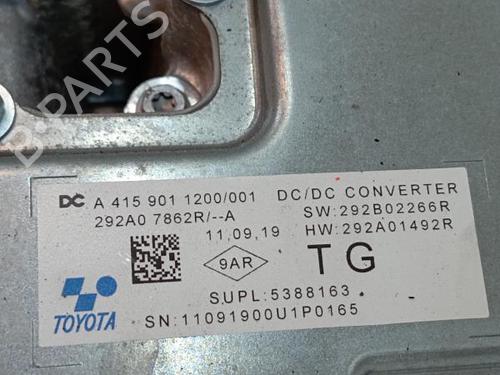 B-PARTS
DC A 415 901 1200/001 DC/DC CONVERTER
292A0 7862R/--A SW:292B02266R
11.09.19 HW:292A01492R
9AR TG
TOYOTA SUPL:5388163
SN:11091900U1P0165